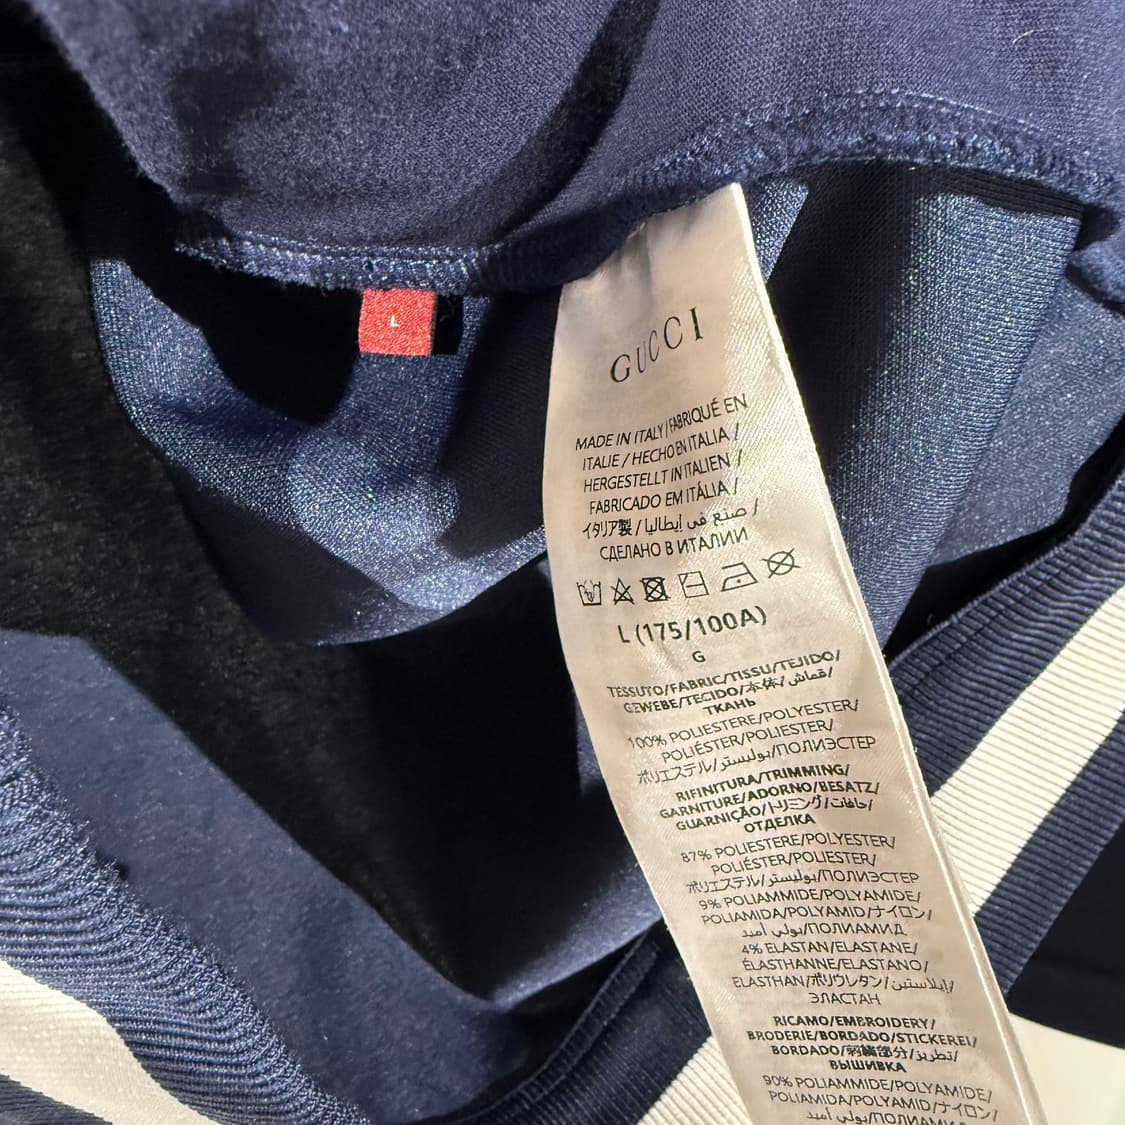 L
GUCCI
MADE IN ITALY / FABRIQUÉ EN
ITALIE / HECHO EN ITALIA /
HERGESTELLT IN ITALIEN /
FABRICADO EM ITÁLIA /
イタリア製 / صنع في إيطاليا /
СДЕЛАНО В ИТАЛИИ
L (175/100A)
G
TESSUTO/FABRIC/TISSU/TEJIDO/
GEWEBE/TECIDO/本体/قماش/
ТКАНЬ
100% POLIESTERE/POLYESTER/
POLIÉSTER/POLIESTER/
ポリエステル/بوليستر/ПОЛИЭСТЕР
RIFINITURA/TRIMMING/
GARNITURE/ADORNO/BESATZ/
GUARNIÇÃO/トリミング/حافات/
ОТДЕЛКА
87% POLIESTERE/POLYESTER/
POLIÉSTER/POLIESTER/
ポリエステル/بوليستر/ПОЛИЭСТЕР
9% POLIAMMIDE/POLYAMIDE/
POLIAMIDA/POLYAMID/ナイロン/
بولي أميد/ПОЛИАМИД
4% ELASTAN/ELASTANE/
ÉLASTHANNE/ELASTANO/
ELASTHAN/ポリウレタン/إيلاستين/
ЭЛАСТАН
RICAMO/EMBROIDERY/
BRODERIE/BORDADO/STICKEREI/
BORDADO/刺繍部分/تطريز/
ВЫШИВКА
90% POLIAMMIDE/POLYAMIDE/
POLIAMIDA/POLYAMID/ナイロン/
بولي أميد/ПОЛИАМИД